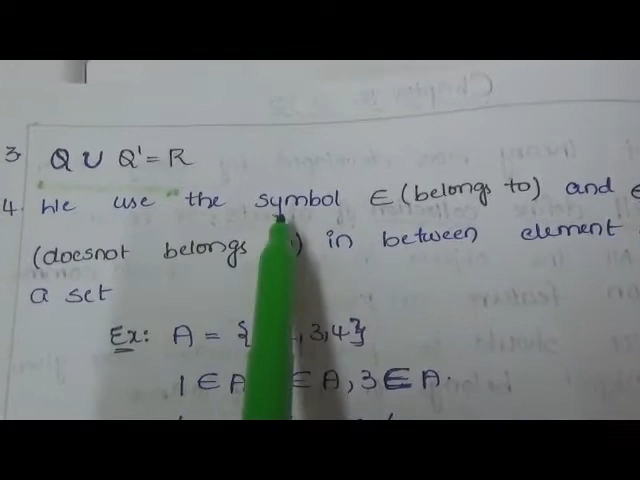 3. Q U Q' = R
4. We use the symbol ∈ (belongs to) and
(doesnot belongs ) in between element
a set
Ex: A = { , 3, 4}
1 ∈ A ∈ A, 3 ∈ A.